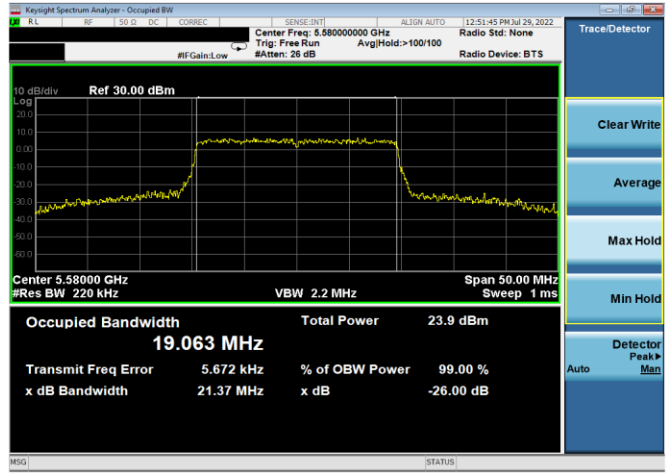 Keysight Spectrum Analyzer - Occupied BW
RL RF 50 Ω DC CORREC SENSE:INT ALIGN AUTO 12:51:45 PM Jul 29, 2022
Center Freq: 5.580000000 GHz Radio Std: None
Trig: Free Run Avg|Hold:>100/100
#IFGain:Low #Atten: 26 dB Radio Device: BTS
Trace/Detector
10 dB/div Ref 30.00 dBm
Log
20.0
10.0
0.00
-10.0
-20.0
-30.0
-40.0
-50.0
-60.0
Center 5.58000 GHz Span 50.00 MHz
#Res BW 220 kHz VBW 2.2 MHz Sweep 1 ms
Clear Write
Average
Max Hold
Min Hold
Detector
Peak▶
Auto Man
Occupied Bandwidth Total Power 23.9 dBm
19.063 MHz
Transmit Freq Error 5.672 kHz % of OBW Power 99.00 %
x dB Bandwidth 21.37 MHz x dB -26.00 dB
MSG STATUS